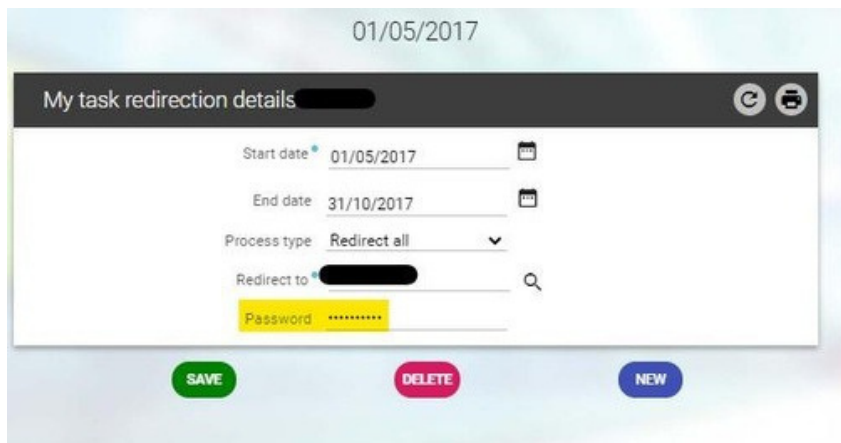 01/05/2017
My task redirection details
Start date 01/05/2017
End date 31/10/2017
Process type Redirect all
Redirect to
Password ••••••••••
SAVE DELETE NEW